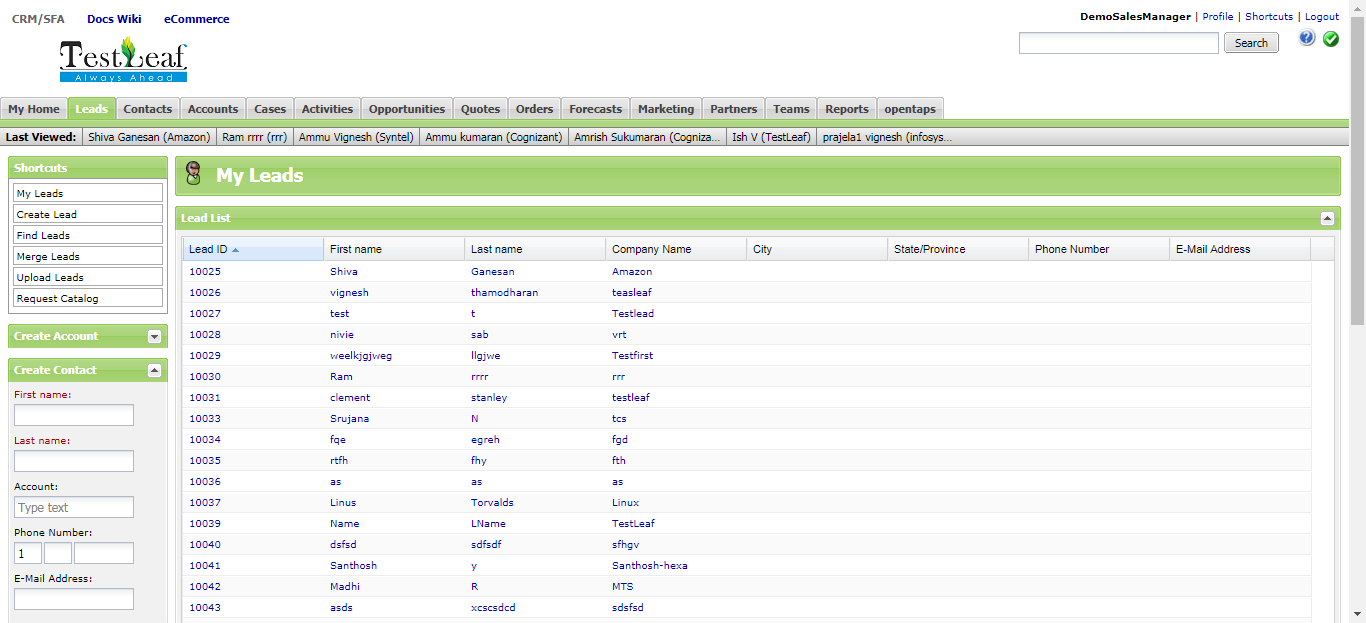 CRM/SFA Docs Wiki eCommerce
DemoSalesManager | Profile | Shortcuts | Logout
TestLeaf
Always Ahead
Search
My Home Leads Contacts Accounts Cases Activities Opportunities Quotes Orders Forecasts Marketing Partners Teams Reports opentaps
Last Viewed: Shiva Ganesan (Amazon) Ram rrrr (rrr) Ammu Vignesh (Syntel) Ammu kumaran (Cognizant) Amrish Sukumaran (Cogniza... Ish V (TestLeaf) prajela1 vignesh (infosys...
Shortcuts
My Leads
Create Lead
Find Leads
Merge Leads
Upload Leads
Request Catalog
Create Account
Create Contact
First name:
Last name:
Account:
Type text
Phone Number:
1
E-Mail Address:
My Leads
Lead List
Lead ID First name Last name Company Name City State/Province Phone Number E-Mail Address
10025 Shiva Ganesan Amazon
10026 vignesh thamodharan teasleaf
10027 test t Testlead
10028 nivie sab vrt
10029 weelkjgjweg llgjwe Testfirst
10030 Ram rrrr rrr
10031 clement stanley testleaf
10033 Srujana N tcs
10034 fqe egreh fgd
10035 rtfh fhy fth
10036 as as as
10037 Linus Torvalds Linux
10039 Name LName TestLeaf
10040 dsfsd sdfsdf sfhgv
10041 Santhosh y Santhosh-hexa
10042 Madhi R MTS
10043 asds xcscsdcd sdsfsd